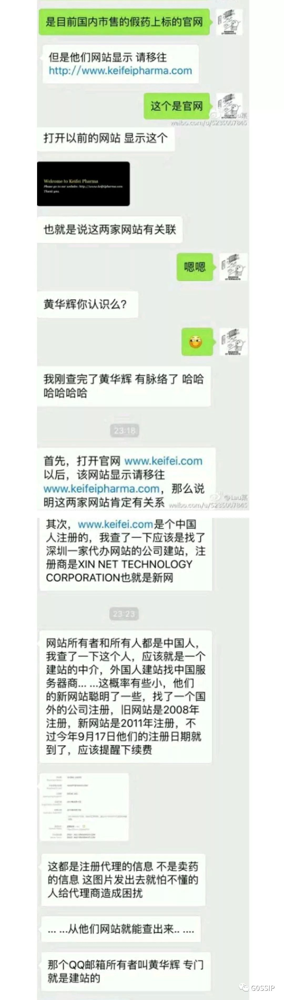 是目前国内市售的假药上标的官网
但是他们网站显示 请移往
http://www.keifeipharma.com
这个是官网
weibo.com/u/5235007845
打开以前的网站 显示这个
Welcome to Keifei Pharma
Please go to our website: http://www.keifeipharma.com
Thank you.
也就是说这两家网站有关联
嗯嗯
黄华辉你认识么?
我刚查完了黄华辉 有脉络了 哈哈
哈哈哈哈
23:18
首先，打开官网 www.keifei.com
以后，该网站显示请移往
www.keifeipharma.com，那么说
明这两家网站肯定有关系
@Lau菜
weibo.com/u/5235007845
其次，www.keifei.com是个中国
人注册的，我查了一下应该是找了
深圳一家代办网站的公司建站，注
册商是XIN NET TECHNOLOGY
CORPORATION也就是新网
23:23
网站所有者和所有人都是中国人，
我查了一下这个人，应该就是一个
建站的中介，外国人建站找中国服
务器商... ...这概率有些小，他们
的新网站聪明了一些，找了一个国
外的公司注册，旧网站是2008年
注册，新网站是2011年注册，不
过今年9月17日他们的注册日期就
到了，应该提醒下续费
这都是注册代理的信息 不是卖药
的信息 这图片发出去就怕不懂的
人给代理商造成困扰
... ...从他们网站就能查出来.. ....
那个QQ邮箱所有者叫黄华辉 专门
就是建站的
G0SSIP